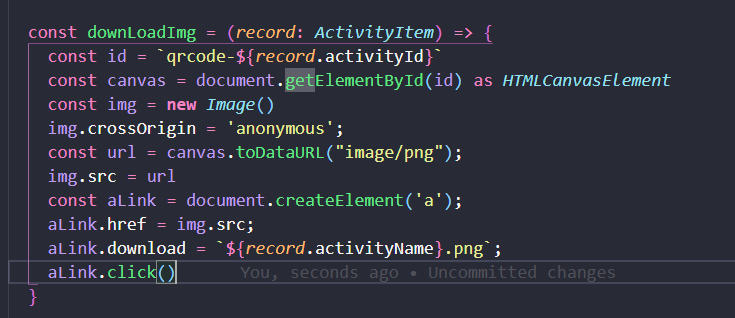 const downLoadImg = (record: ActivityItem) => {
const id = `qrcode-${record.activityId}`
const canvas = document.getElementById(id) as HTMLCanvasElement
const img = new Image()
img.crossOrigin = 'anonymous';
const url = canvas.toDataURL("image/png");
img.src = url
const aLink = document.createElement('a');
aLink.href = img.src;
aLink.download = `${record.activityName}.png`;
aLink.click() You, seconds ago • Uncommitted changes
}